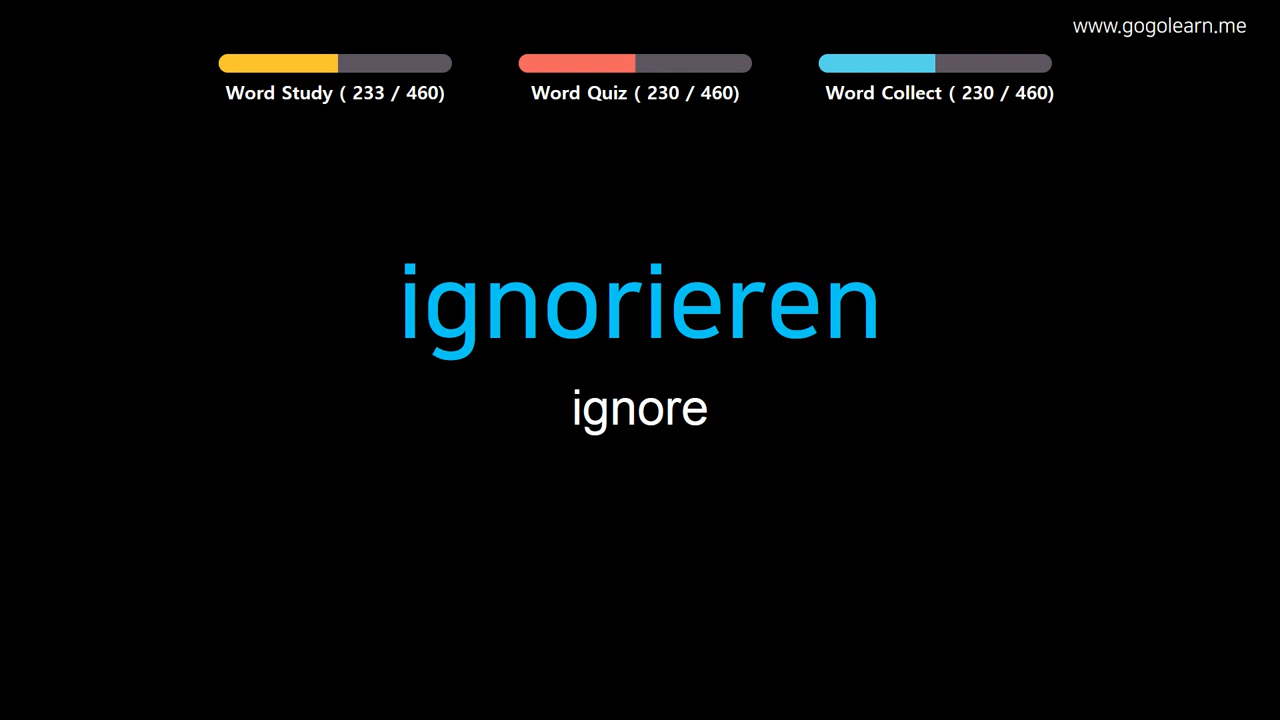 www.gogolearn.me
Word Study ( 233 / 460)
Word Quiz ( 230 / 460)
Word Collect ( 230 / 460)
ignorieren
ignore